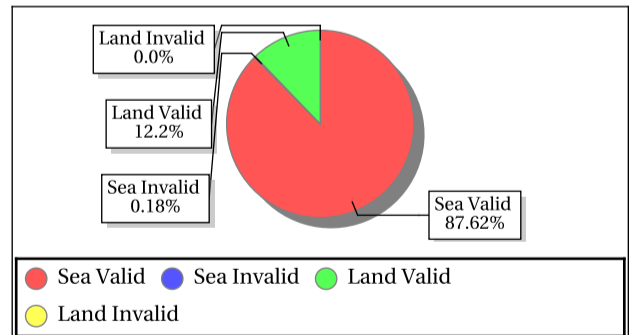 Land Invalid
0.0%
Land Valid
12.2%
Sea Invalid
0.18%
Sea Valid
87.62%
Sea Valid Sea Invalid Land Valid
Land Invalid